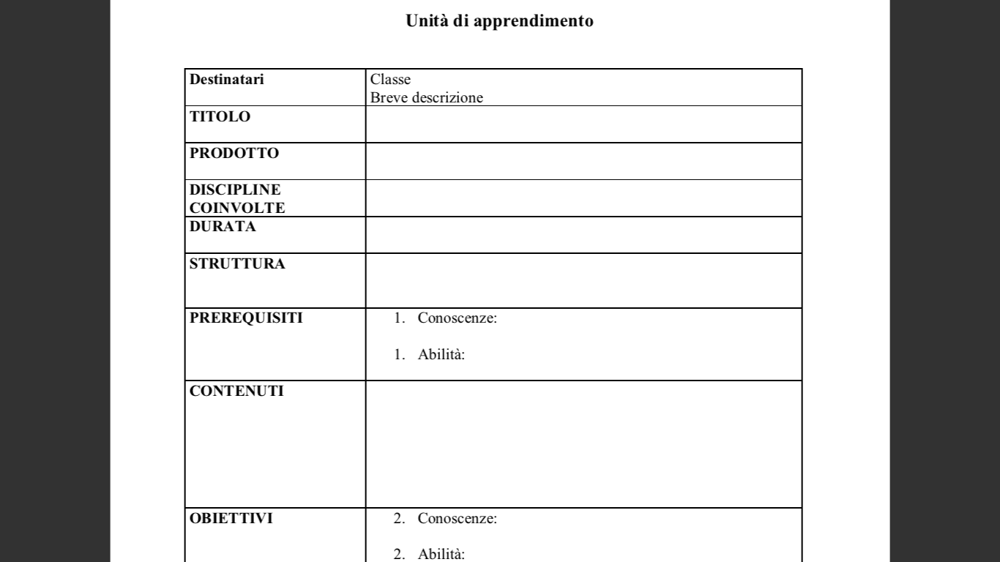 Unità di apprendimento
Destinatari
Classe
Breve descrizione
TITOLO
PRODOTTO
DISCIPLINE
COINVOLTE
DURATA
STRUTTURA
PREREQUISITI
1. Conoscenze:
1. Abilità:
CONTENUTI
OBIETTIVI
2. Conoscenze:
2. Abilità: